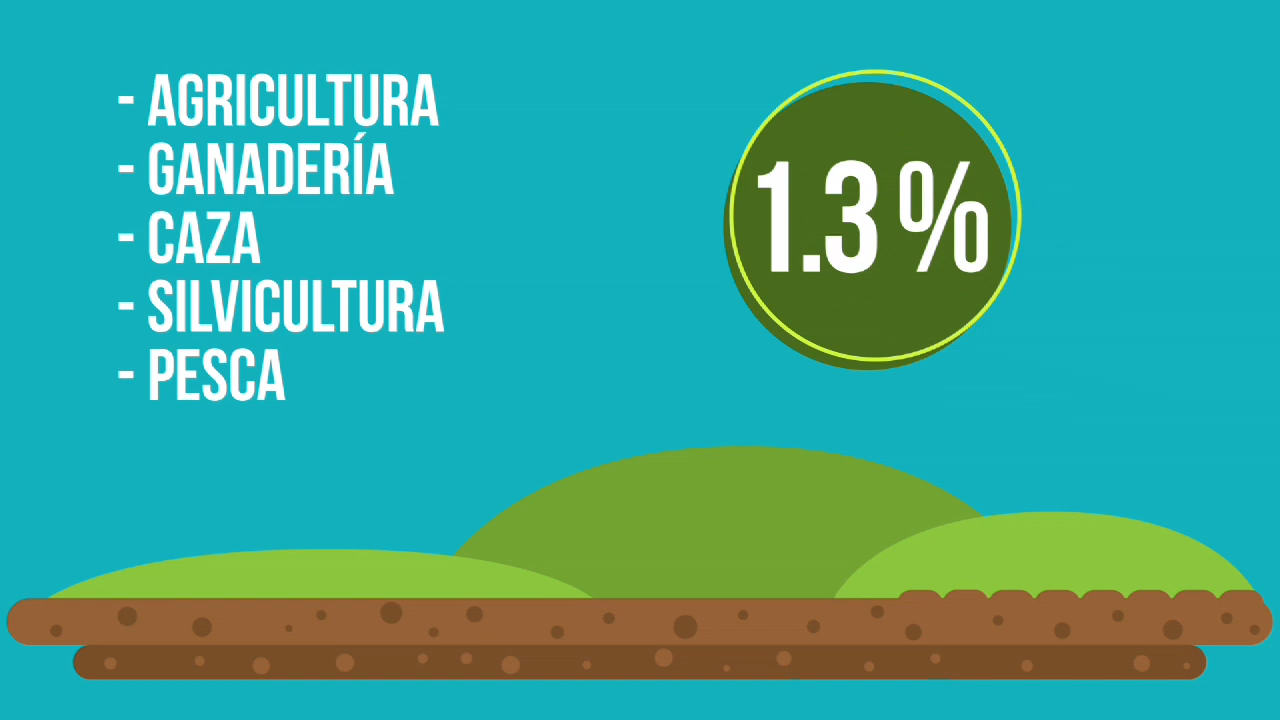 - AGRICULTURA
- GANADERÍA
- CAZA
- SILVICULTURA
- PESCA
1.3 %